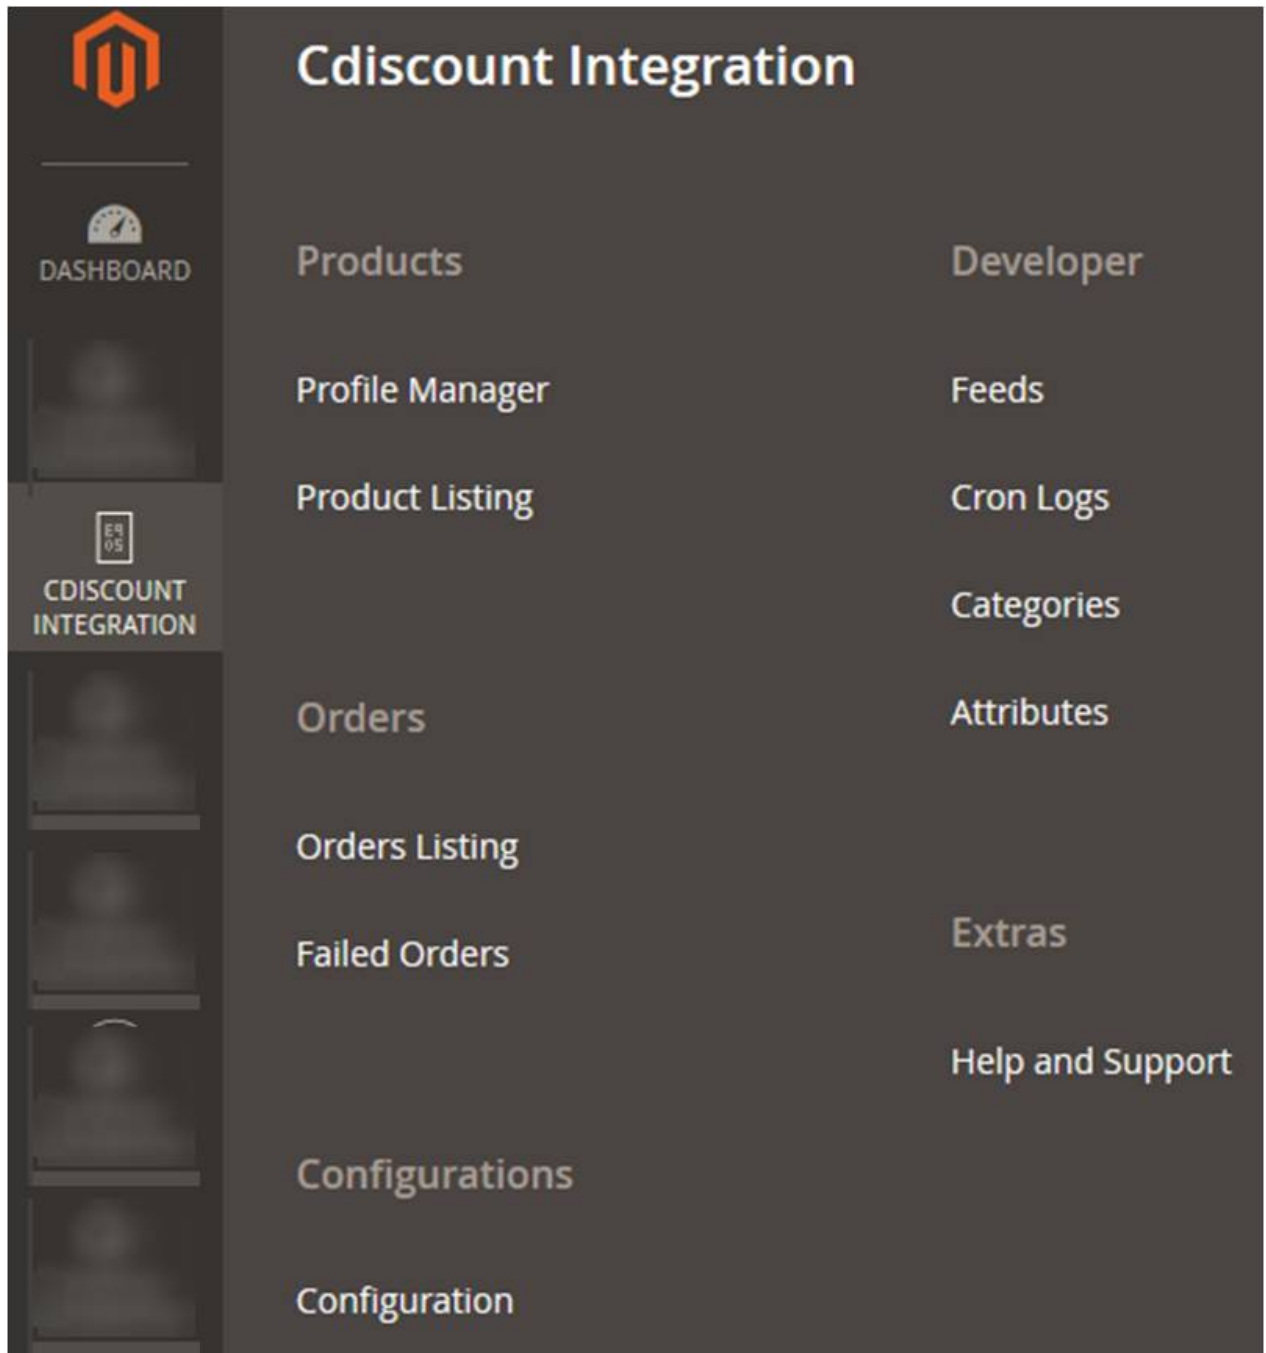 Cdiscount Integration
DASHBOARD
CDISCOUNT
INTEGRATION
Products
Profile Manager
Product Listing
Orders
Orders Listing
Failed Orders
Configurations
Configuration
Developer
Feeds
Cron Logs
Categories
Attributes
Extras
Help and Support